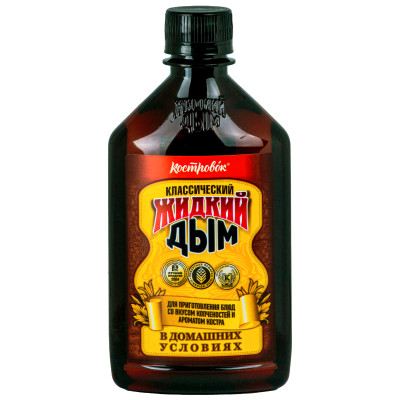 Костровок®
КЛАССИЧЕСКИЙ
ЖИДКИЙ
ДЫМ
ДЛЯ ПРИГОТОВЛЕНИЯ БЛЮД
СО ВКУСОМ КОПЧЕНОСТЕЙ И
АРОМАТОМ КОСТРА
В ДОМАШНИХ
УСЛОВИЯХ